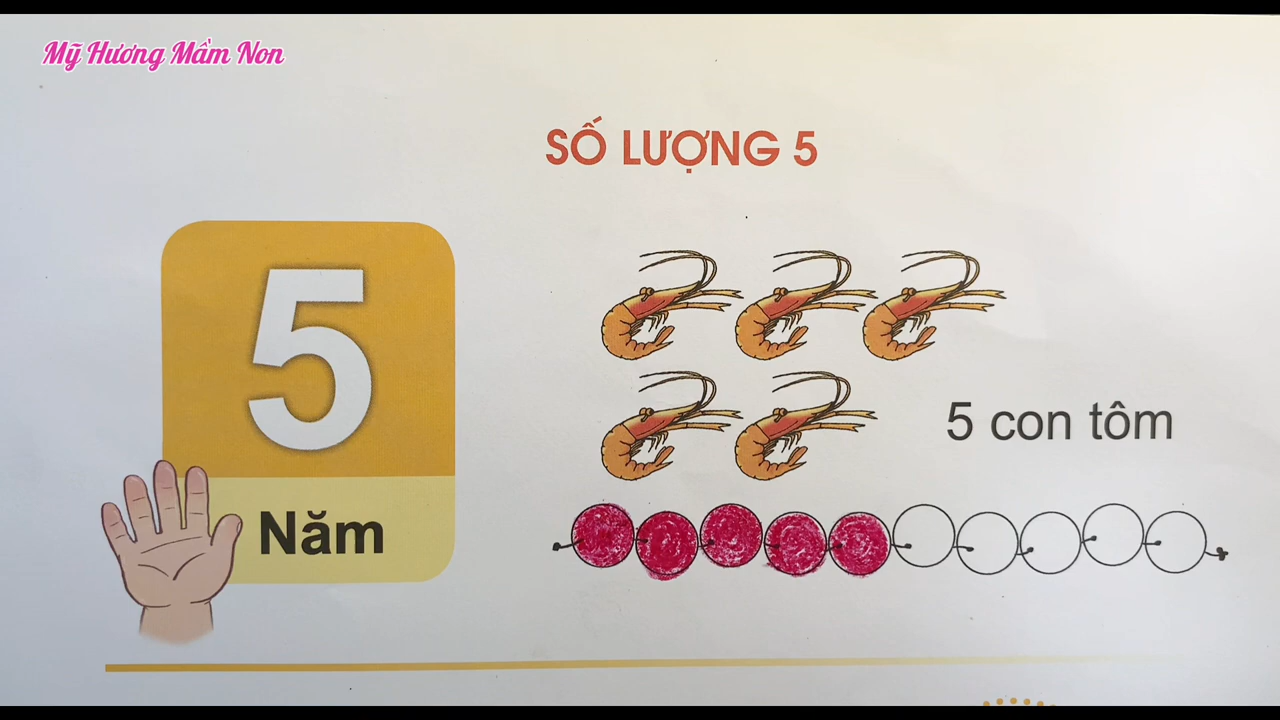 Mỹ Hương Mầm Non
SỐ LƯỢNG 5
5
Năm
5 con tôm